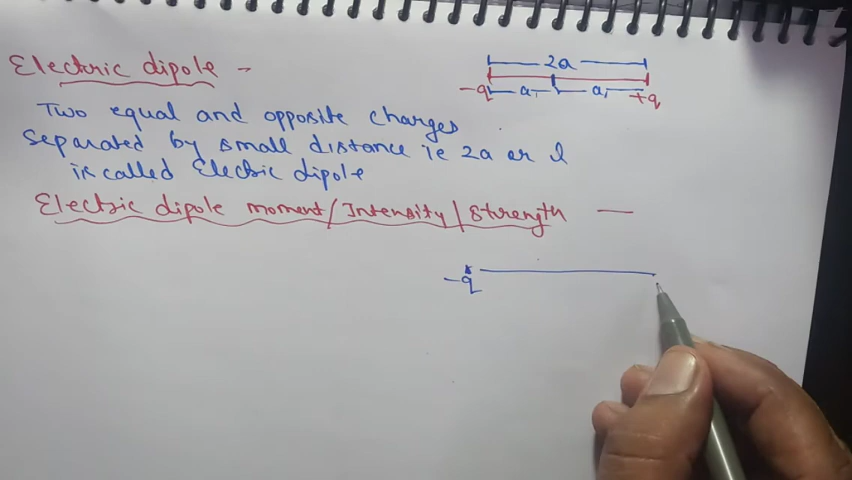 Electric dipole -
2a
-q a, a, +q
Two equal and opposite charges
separated by small distance ie 2a or l
is called Electric dipole
Electric dipole moment/Intensity/Strength —
-q